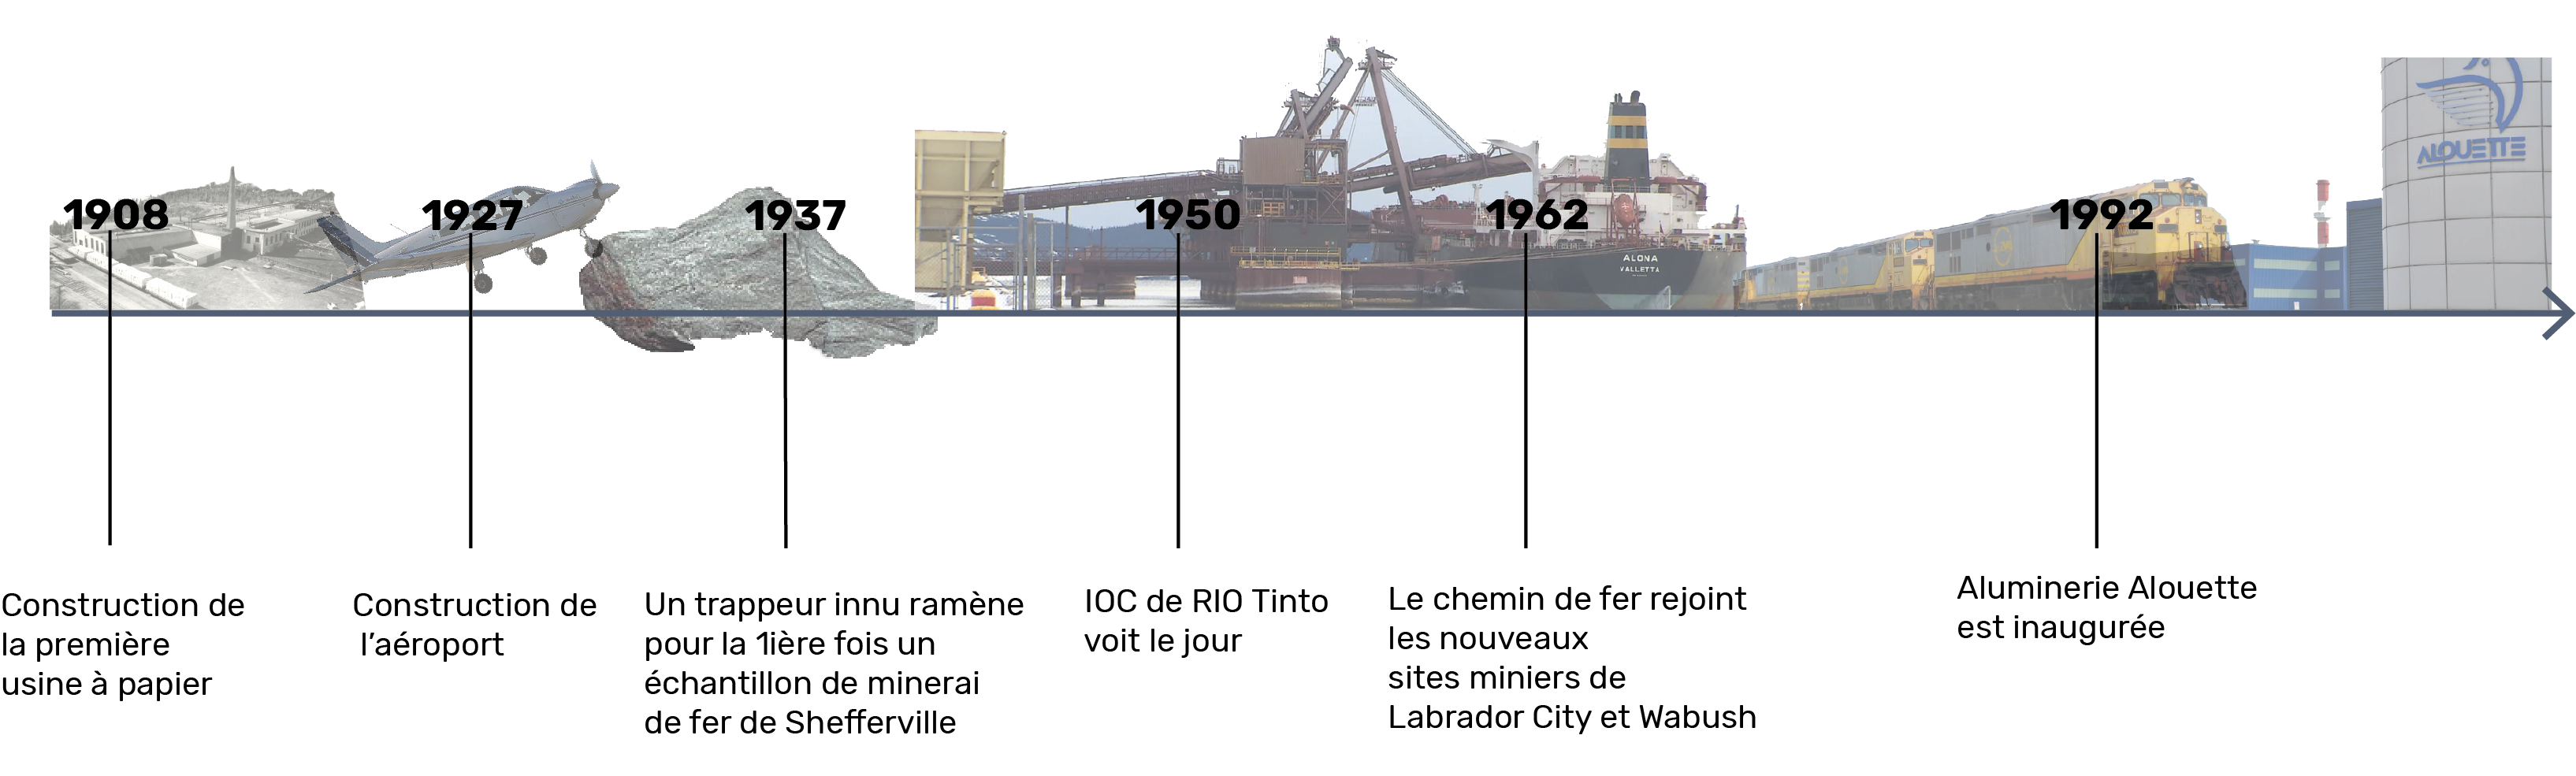 1908
1927
1937
1950
1962
1992
ALOUETTE
ALONA
VALLETTA
Construction de
la première
usine à papier
Construction de
l’aéroport
Un trappeur innu ramène
pour la 1ière fois un
échantillon de minerai
de fer de Shefferville
IOC de RIO Tinto
voit le jour
Le chemin de fer rejoint
les nouveaux
sites miniers de
Labrador City et Wabush
Aluminerie Alouette
est inaugurée